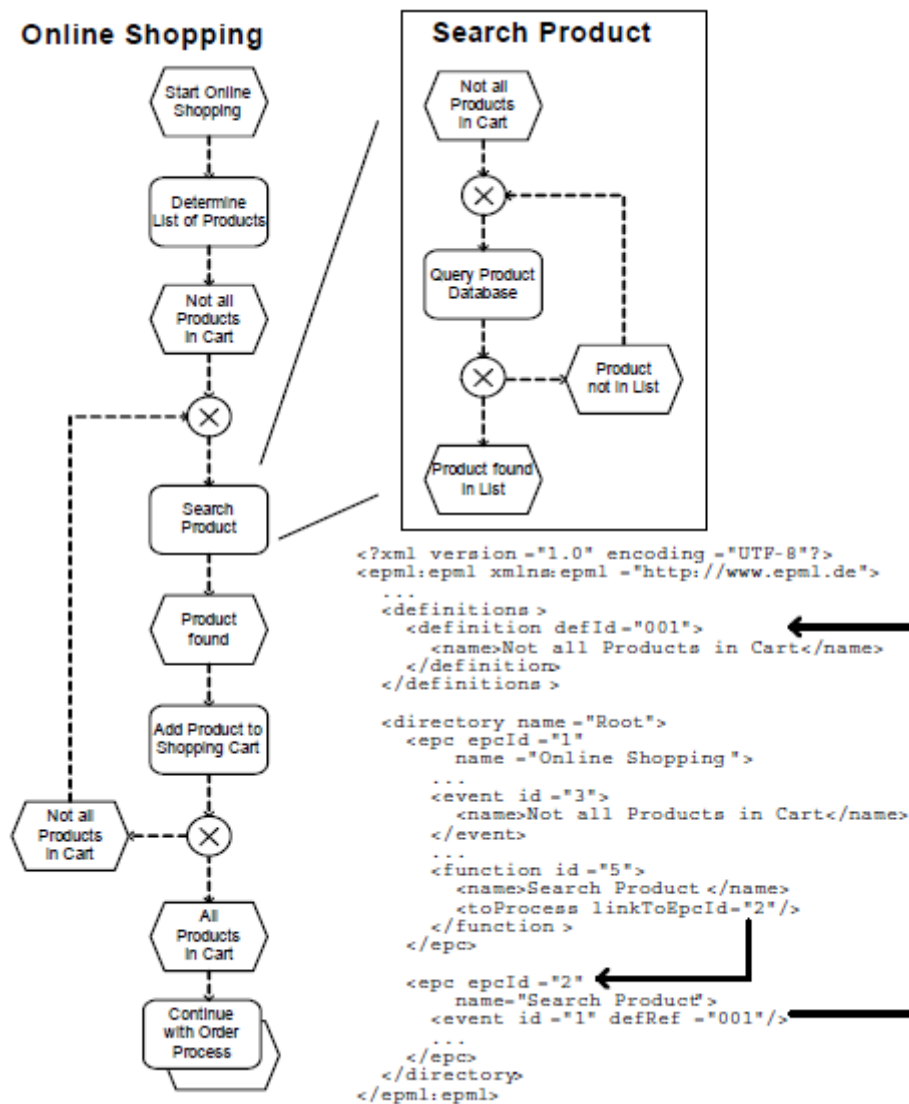 Online Shopping
Start Online
Shopping
Determine
List of Products
Not all
Products
in Cart
Search
Product
Product
found
Add Product to
Shopping Cart
Not all
Products
in Cart
All
Products
in Cart
Continue
with Order
Process
Search Product
Not all
Products
in Cart
Query Product
Database
Product
not in List
Product found
in List
<?xml version ="1.0" encoding ="UTF-8"?>
<epml:epml xmlns:epml ="http://www.epml.de">
...
<definitions >
<definition defId="001">
<name>Not all Products in Cart</name>
</definition>
</definitions >
<directory name ="Root">
<epc epcId ="1"
name ="Online Shopping ">
...
<event id ="3">
<name>Not all Products in Cart</name>
</event>
...
<function id ="5">
<name>Search Product </name>
<toProcess linkToEpcId="2"/>
</function >
</epc>
<epc epcId ="2"
name="Search Product">
<event id ="1" defRef ="001"/>
...
</epc>
</directory>
</epml:epml>